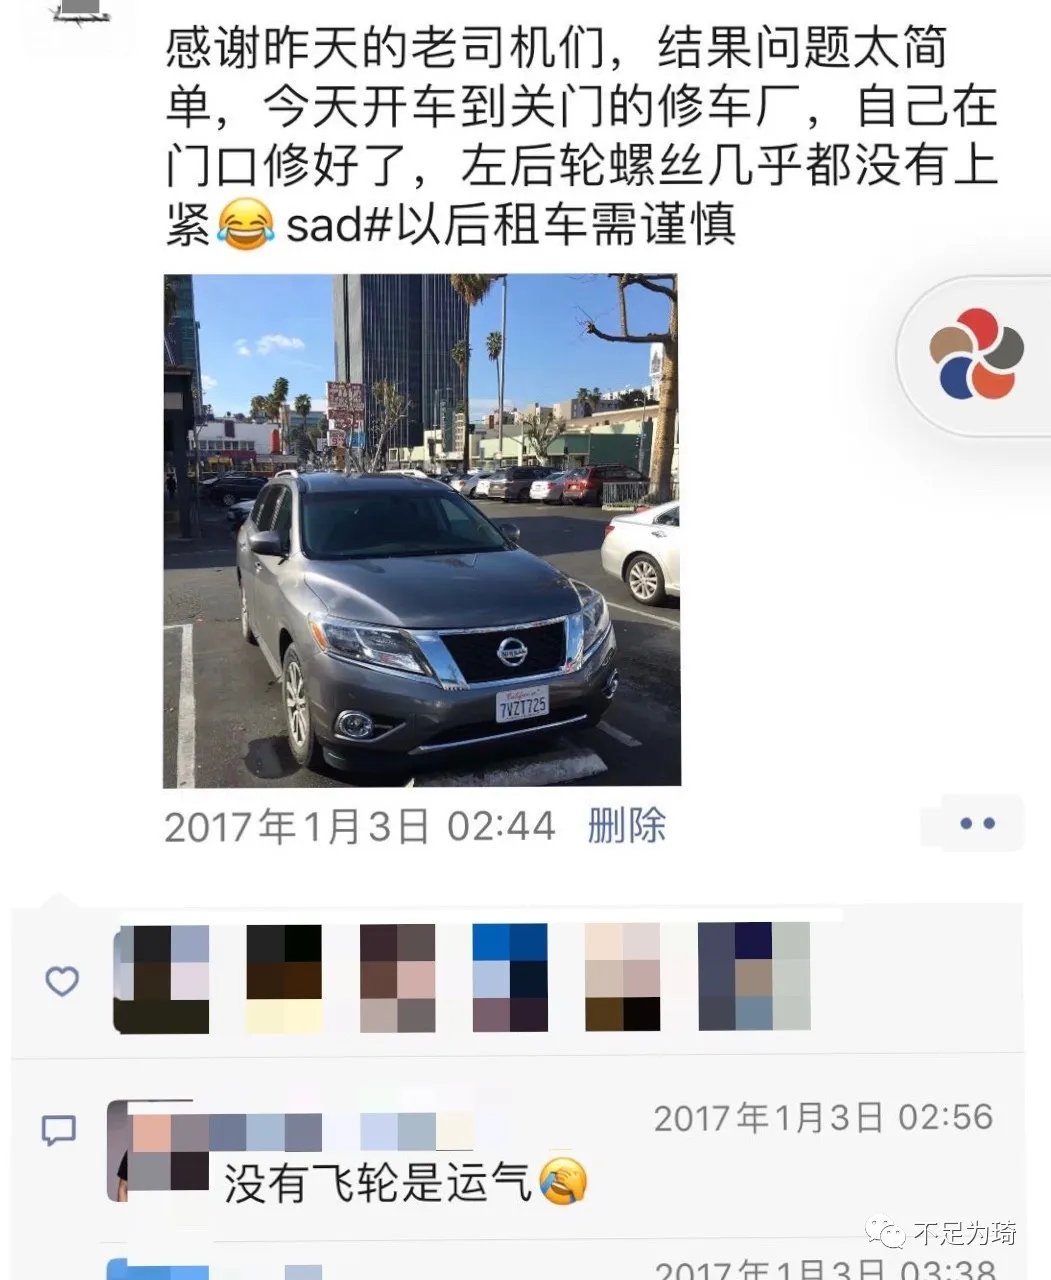 感谢昨天的老司机们，结果问题太简
单，今天开车到关门的修车厂，自己在
门口修好了，左后轮螺丝几乎都没有上
紧😂 sad#以后租车需谨慎
NISSAN
California
7VZT725
2017年1月3日 02:44 删除
2017年1月3日 02:56
没有飞轮是运气🤦
不足为琦
2017年1月3日 03:38